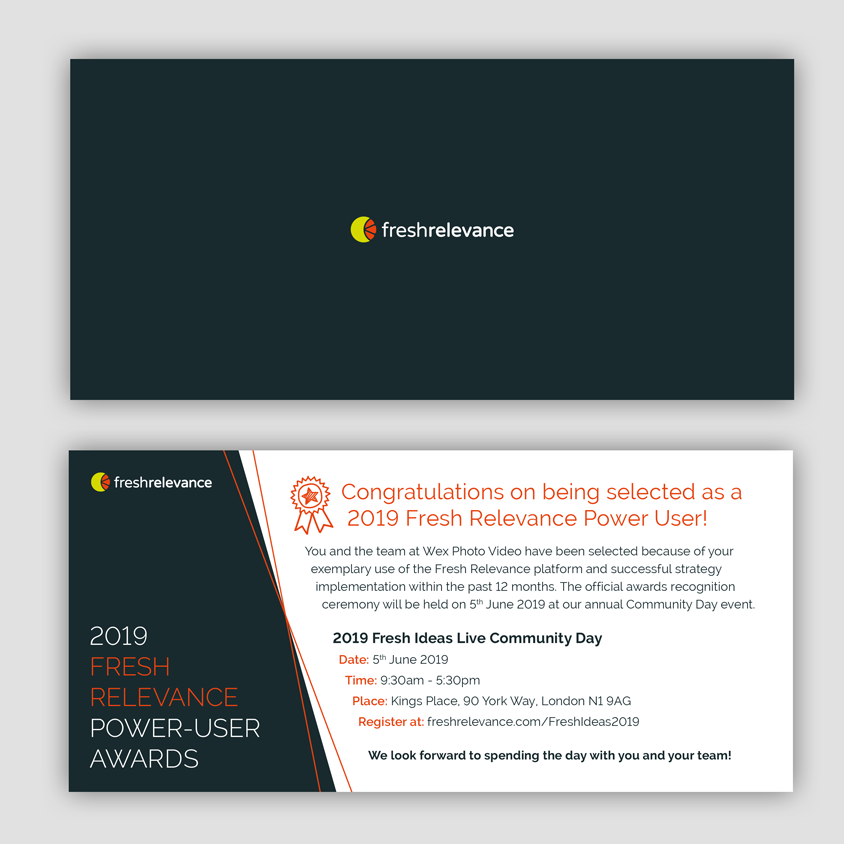 freshrelevance
freshrelevance
2019
FRESH
RELEVANCE
POWER-USER
AWARDS
Congratulations on being selected as a
2019 Fresh Relevance Power User!
You and the team at Wex Photo Video have been selected because of your
exemplary use of the Fresh Relevance platform and successful strategy
implementation within the past 12 months. The official awards recognition
ceremony will be held on 5th June 2019 at our annual Community Day event.
2019 Fresh Ideas Live Community Day
Date: 5th June 2019
Time: 9:30am - 5:30pm
Place: Kings Place, 90 York Way, London N1 9AG
Register at: freshrelevance.com/FreshIdeas2019
We look forward to spending the day with you and your team!